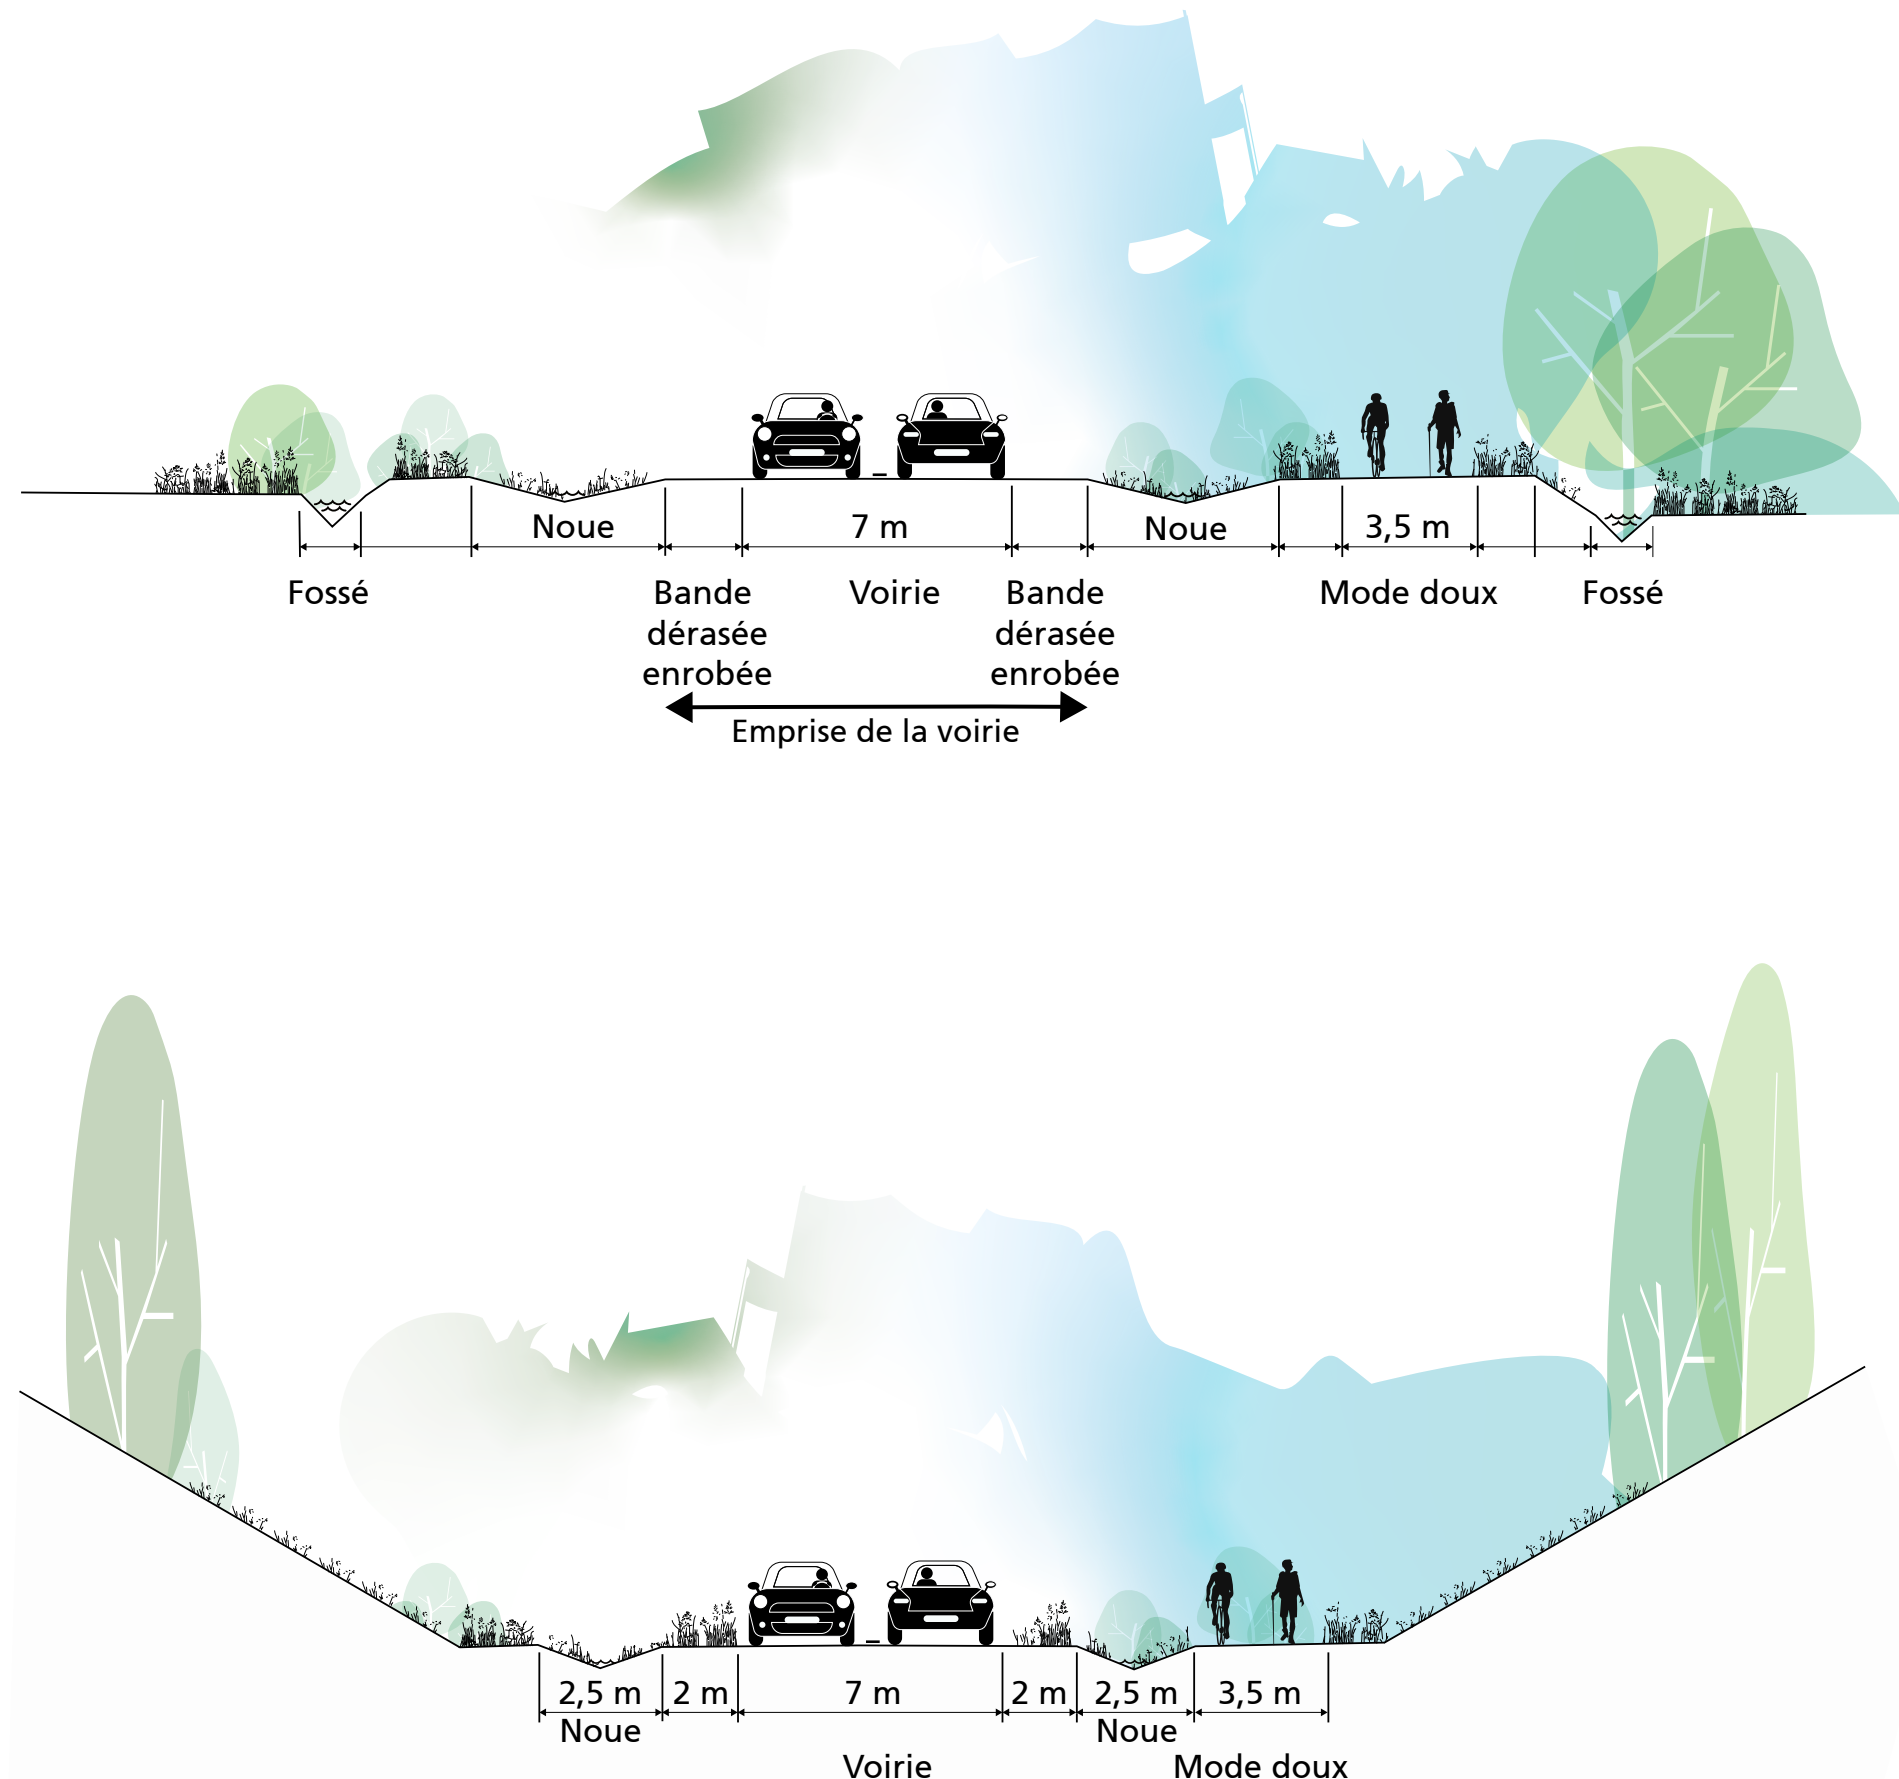 Noue 7 m Noue 3,5 m
Fossé Bande Voirie Bande Mode doux Fossé
dérasée dérasée
enrobée enrobée
Emprise de la voirie
2,5 m 2 m 7 m 2 m 2,5 m 3,5 m
Noue Noue
Voirie Mode doux